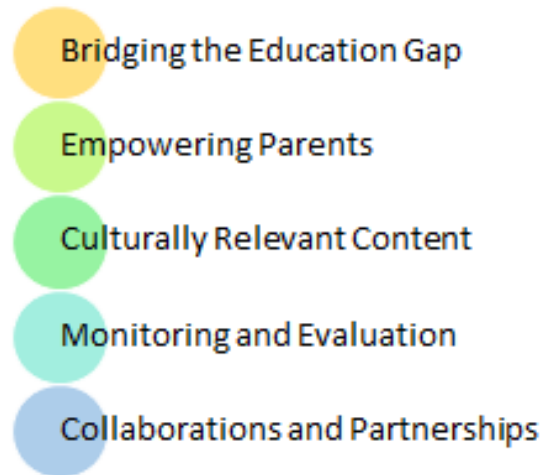 Bridging the Education Gap
Empowering Parents
Culturally Relevant Content
Monitoring and Evaluation
Collaborations and Partnerships